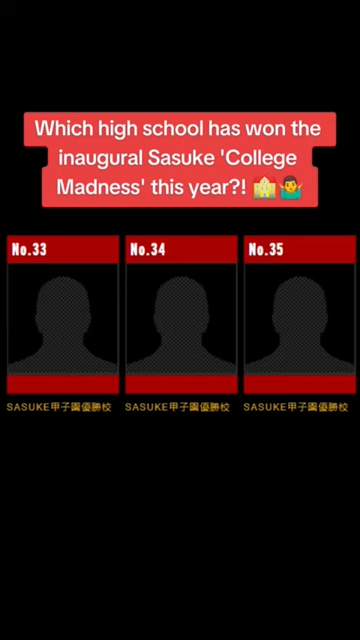 Which high school has won the
inaugural Sasuke 'College
Madness' this year?! 🏫🤷‍♂️
No.33 No.34 No.35
SASUKE甲子園優勝校 SASUKE甲子園優勝校 SASUKE甲子園優勝校